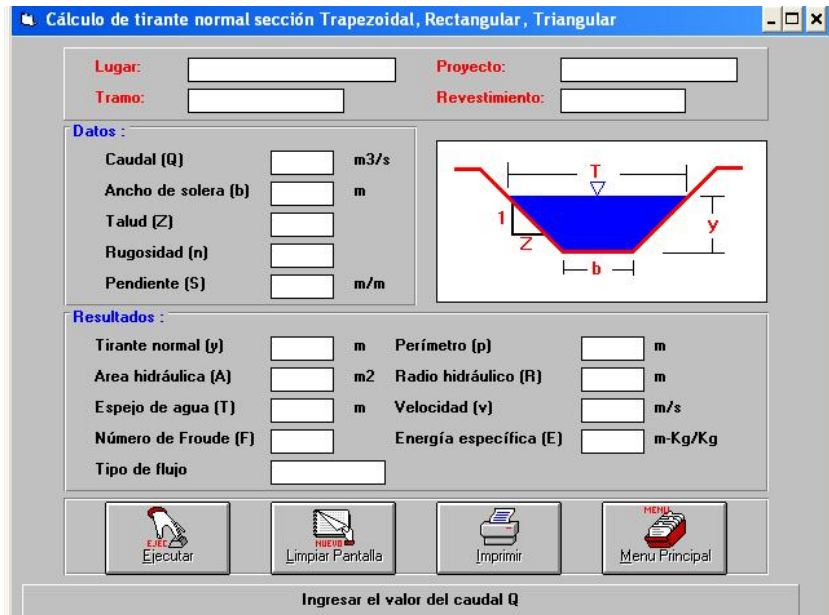 Cálculo de tirante normal sección Trapezoidal, Rectangular, Triangular
Lugar: Proyecto:
Tramo: Revestimiento:
Datos :
Caudal (Q) m3/s
Ancho de solera (b) m
Talud (Z)
Rugosidad (n)
Pendiente (S) m/m
T
1
Z
y
b
Resultados :
Tirante normal (y) m Perímetro (p) m
Area hidráulica (A) m2 Radio hidráulico (R) m
Espejo de agua (T) m Velocidad (v) m/s
Número de Froude (F) Energía específica (E) m-Kg/Kg
Tipo de flujo
EJEC NUEVO MENU
Ejecutar Limpiar Pantalla Imprimir Menu Principal
Ingresar el valor del caudal Q